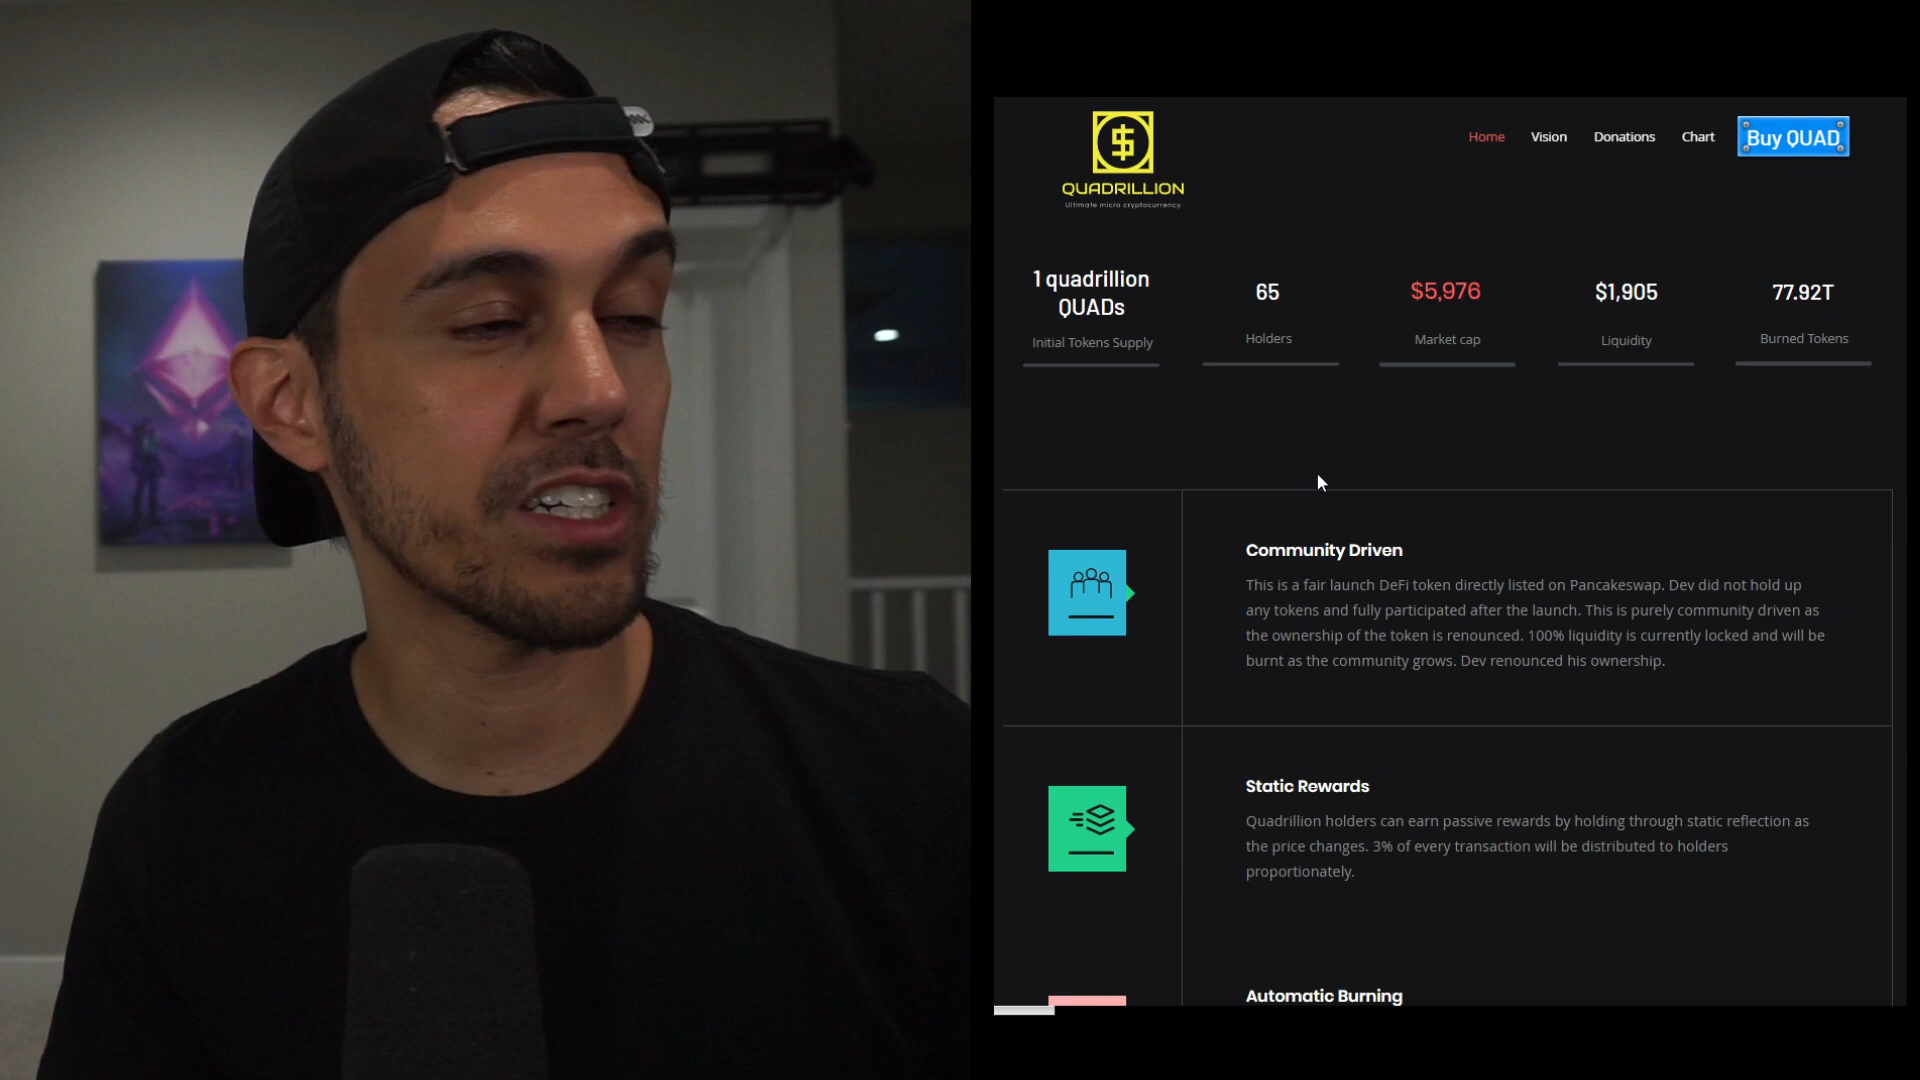 QUADRILLION
Ultimate micro cryptocurrency
Home
Vision
Donations
Chart
Buy QUAD
1 quadrillion
QUADs
Initial Tokens Supply
65
Holders
$5,976
Market cap
$1,905
Liquidity
77.92T
Burned Tokens
Community Driven
This is a fair launch DeFi token directly listed on Pancakeswap. Dev did not hold up
any tokens and fully participated after the launch. This is purely community driven as
the ownership of the token is renounced. 100% liquidity is currently locked and will be
burnt as the community grows. Dev renounced his ownership.
Static Rewards
Quadrillion holders can earn passive rewards by holding through static reflection as
the price changes. 3% of every transaction will be distributed to holders
proportionately.
Automatic Burning